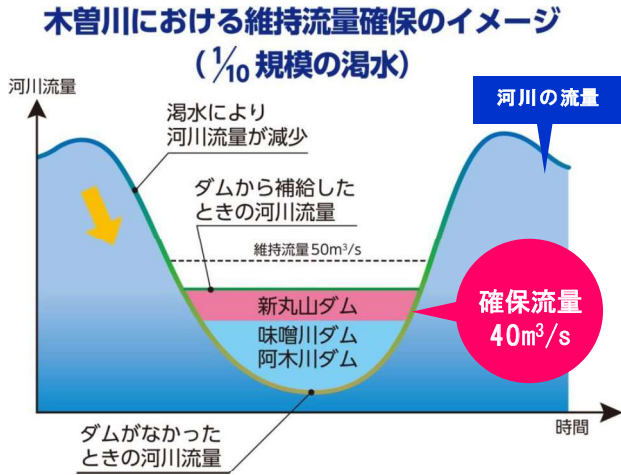 木曽川における維持流量確保のイメージ
(1/10 規模の渇水)
河川流量
河川の流量
渇水により
河川流量が減少
ダムから補給した
ときの河川流量
維持流量50m³/s
新丸山ダム
味噌川ダム
阿木川ダム
確保流量
40m³/s
時間
ダムがなかった
ときの河川流量